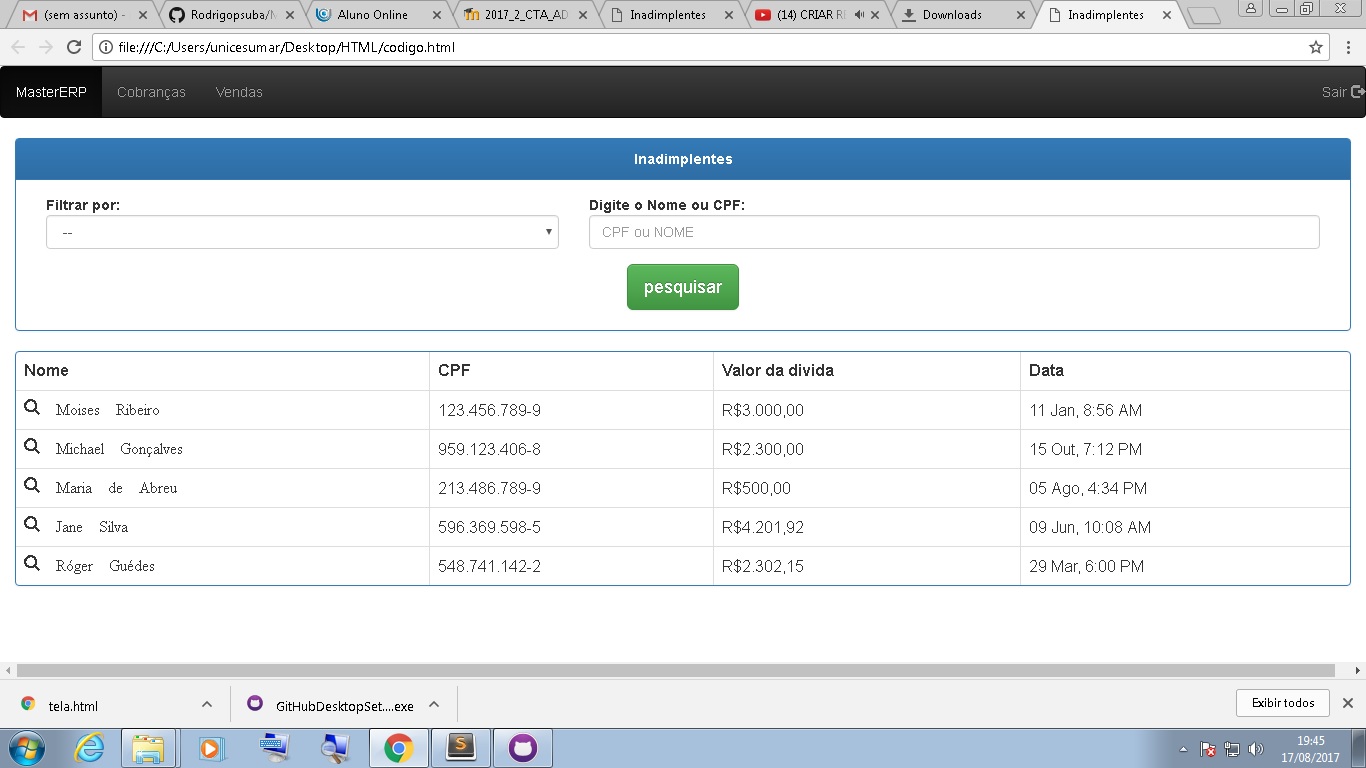 (sem assunto) - Rodrigopsuba/M Aluno Online 2017_2_CTA_AD Inadimplentes (14) CRIAR RE Downloads Inadimplentes
file:///C:/Users/unicesumar/Desktop/HTML/codigo.html
MasterERP Cobranças Vendas Sair
Inadimplentes
Filtrar por: Digite o Nome ou CPF:
-- CPF ou NOME
pesquisar
Nome CPF Valor da divida Data
Moises Ribeiro 123.456.789-9 R$3.000,00 11 Jan, 8:56 AM
Michael Gonçalves 959.123.406-8 R$2.300,00 15 Out, 7:12 PM
Maria de Abreu 213.486.789-9 R$500,00 05 Ago, 4:34 PM
Jane Silva 596.369.598-5 R$4.201,92 09 Jun, 10:08 AM
Róger Guédes 548.741.142-2 R$2.302,15 29 Mar, 6:00 PM
tela.html GitHubDesktopSet....exe Exibir todos
19:45
17/08/2017